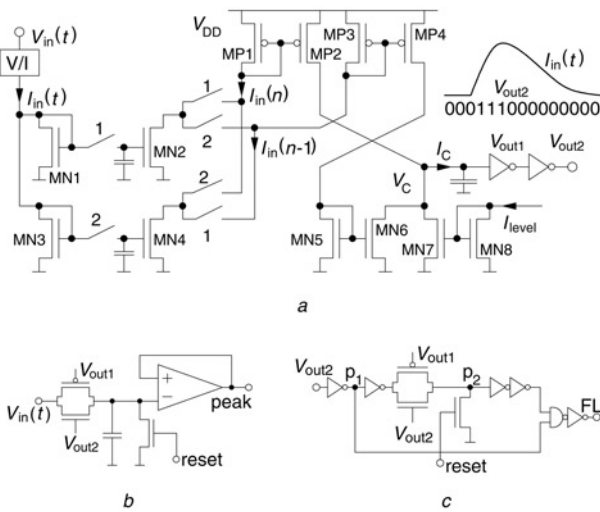 V_in(t)
V/I
I_in(t)
V_DD
MP1
MP2
MP3
MP4
I_in(n)
I_in(n-1)
I_in(t)
V_out2
000111000000000
1
1
2
MN1
MN2
2
2
1
MN3
MN4
I_C
V_C
V_out1
V_out2
I_level
MN5
MN6
MN7
MN8
a
V_in(t)
V_out1
V_out2
+
−
peak
reset
b
V_out2
p_1
V_out1
V_out2
p_2
FL
reset
c